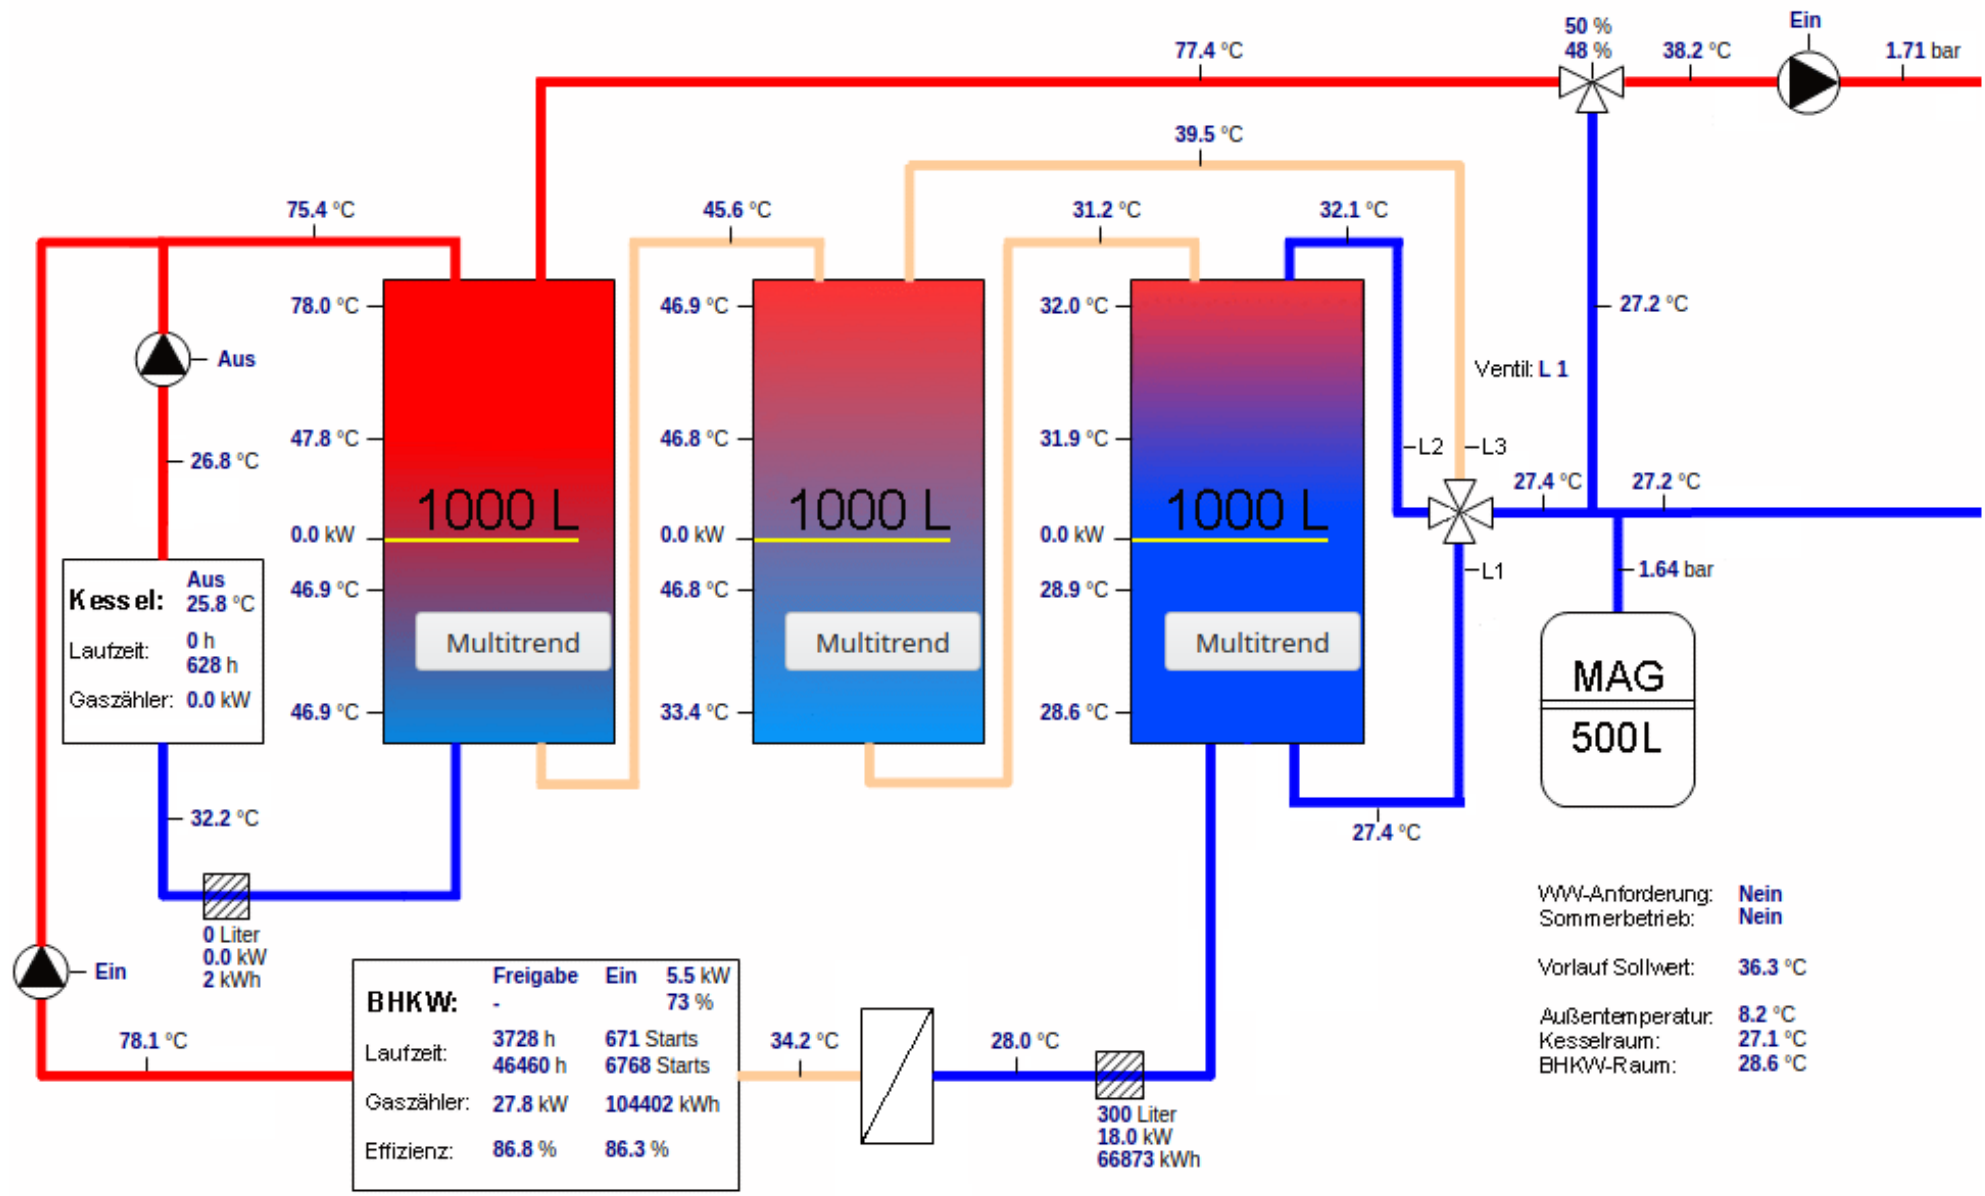 50 %
48 %
Ein
77.4 °C
38.2 °C
1.71 bar
39.5 °C
75.4 °C
45.6 °C
31.2 °C
32.1 °C
78.0 °C
46.9 °C
32.0 °C
27.2 °C
Aus
Ventil: L 1
47.8 °C
46.8 °C
31.9 °C
L2
L3
26.8 °C
27.4 °C
27.2 °C
1000 L
1000 L
1000 L
0.0 kW
0.0 kW
0.0 kW
L1
1.64 bar
Kessel:
Aus
25.8 °C
Laufzeit:
0 h
628 h
Gaszähler: 0.0 kW
46.9 °C
46.8 °C
28.9 °C
Multitrend
Multitrend
Multitrend
46.9 °C
33.4 °C
28.6 °C
MAG
500L
32.2 °C
27.4 °C
0 Liter
0.0 kW
2 kWh
Ein
78.1 °C
BHKW:
Freigabe Ein 5.5 kW
- 73 %
Laufzeit:
3728 h 671 Starts
46460 h 6768 Starts
Gaszähler: 27.8 kW 104402 kWh
Effizienz: 86.8 % 86.3 %
34.2 °C
28.0 °C
300 Liter
18.0 kW
66873 kWh
WW-Anforderung: Nein
Sommerbetrieb: Nein
Vorlauf Sollwert: 36.3 °C
Außentemperatur: 8.2 °C
Kesselraum: 27.1 °C
BHKW-Raum: 28.6 °C